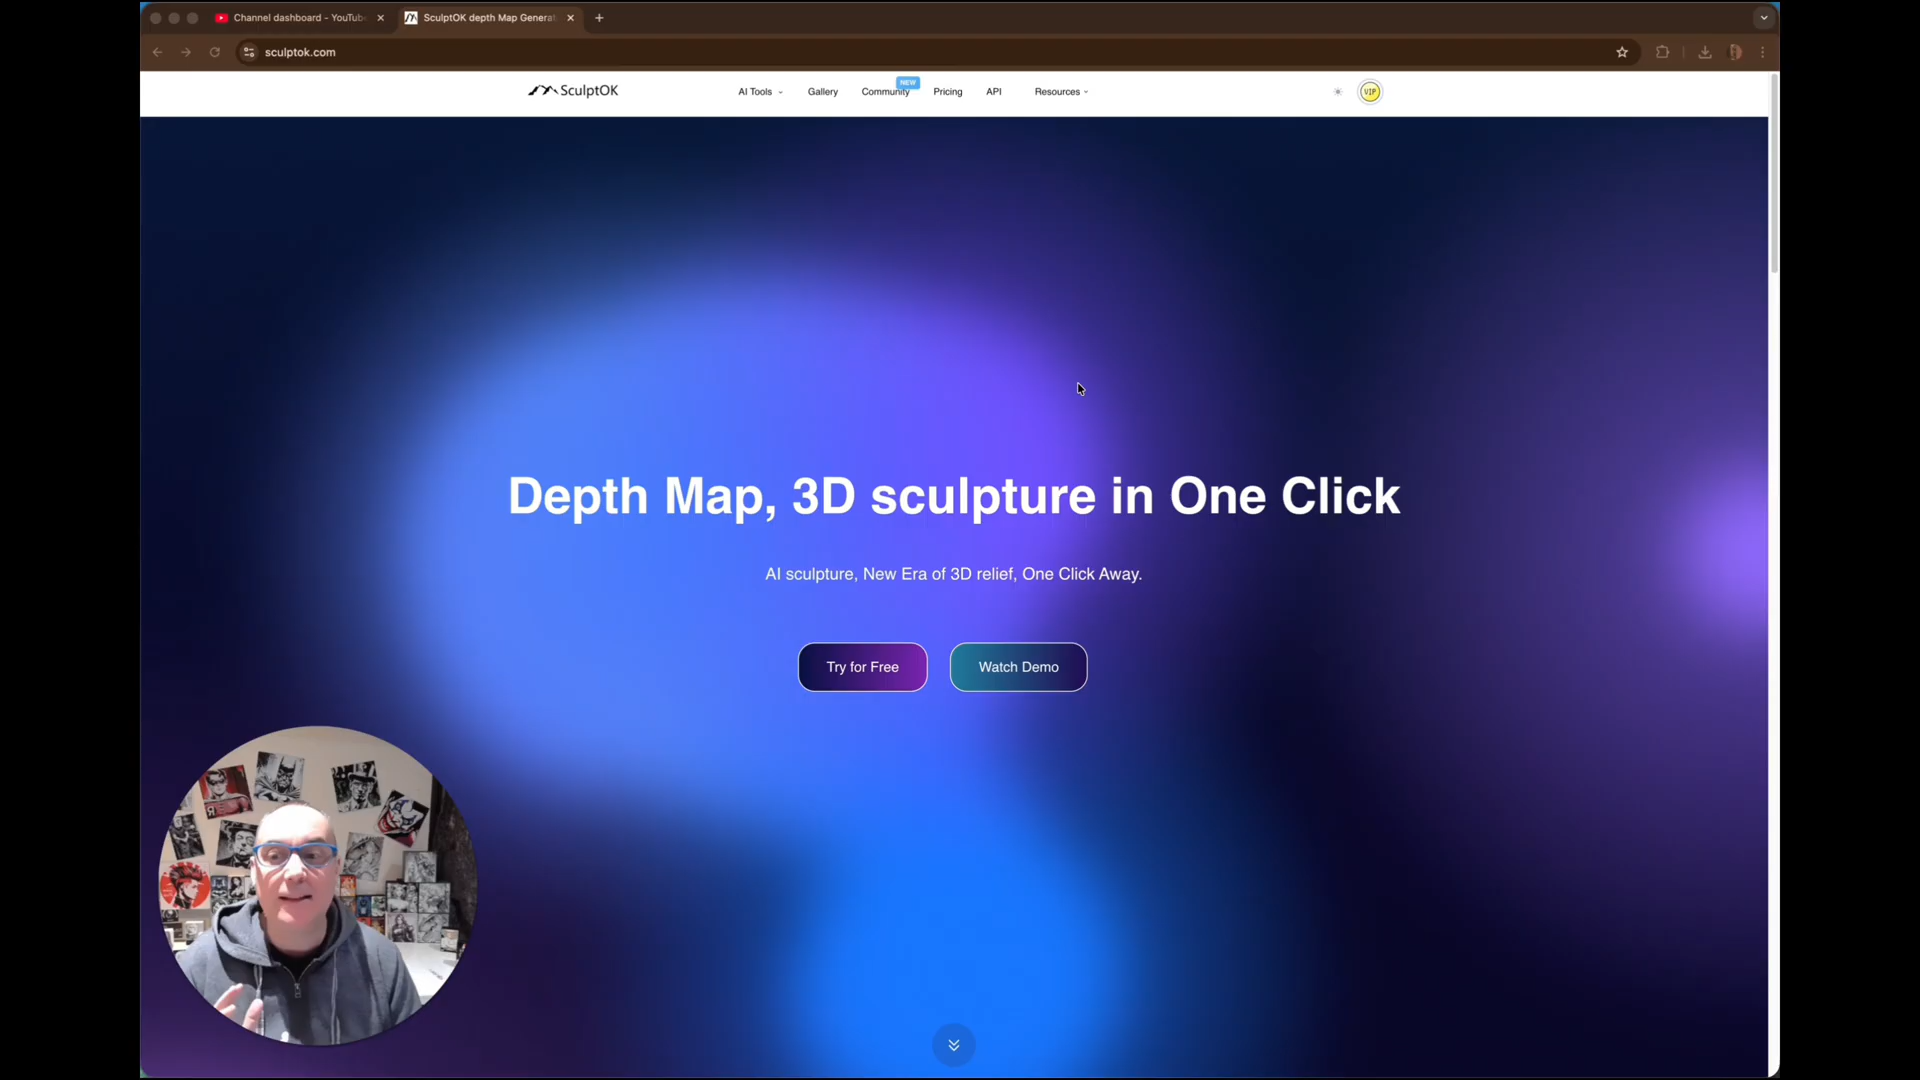 Channel dashboard - YouTub
SculptOK depth Map Generat
sculptok.com
SculptOK
AI Tools
Gallery
Community
NEW
Pricing
API
Resources
VIP
Depth Map, 3D sculpture in One Click
AI sculpture, New Era of 3D relief, One Click Away.
Try for Free
Watch Demo